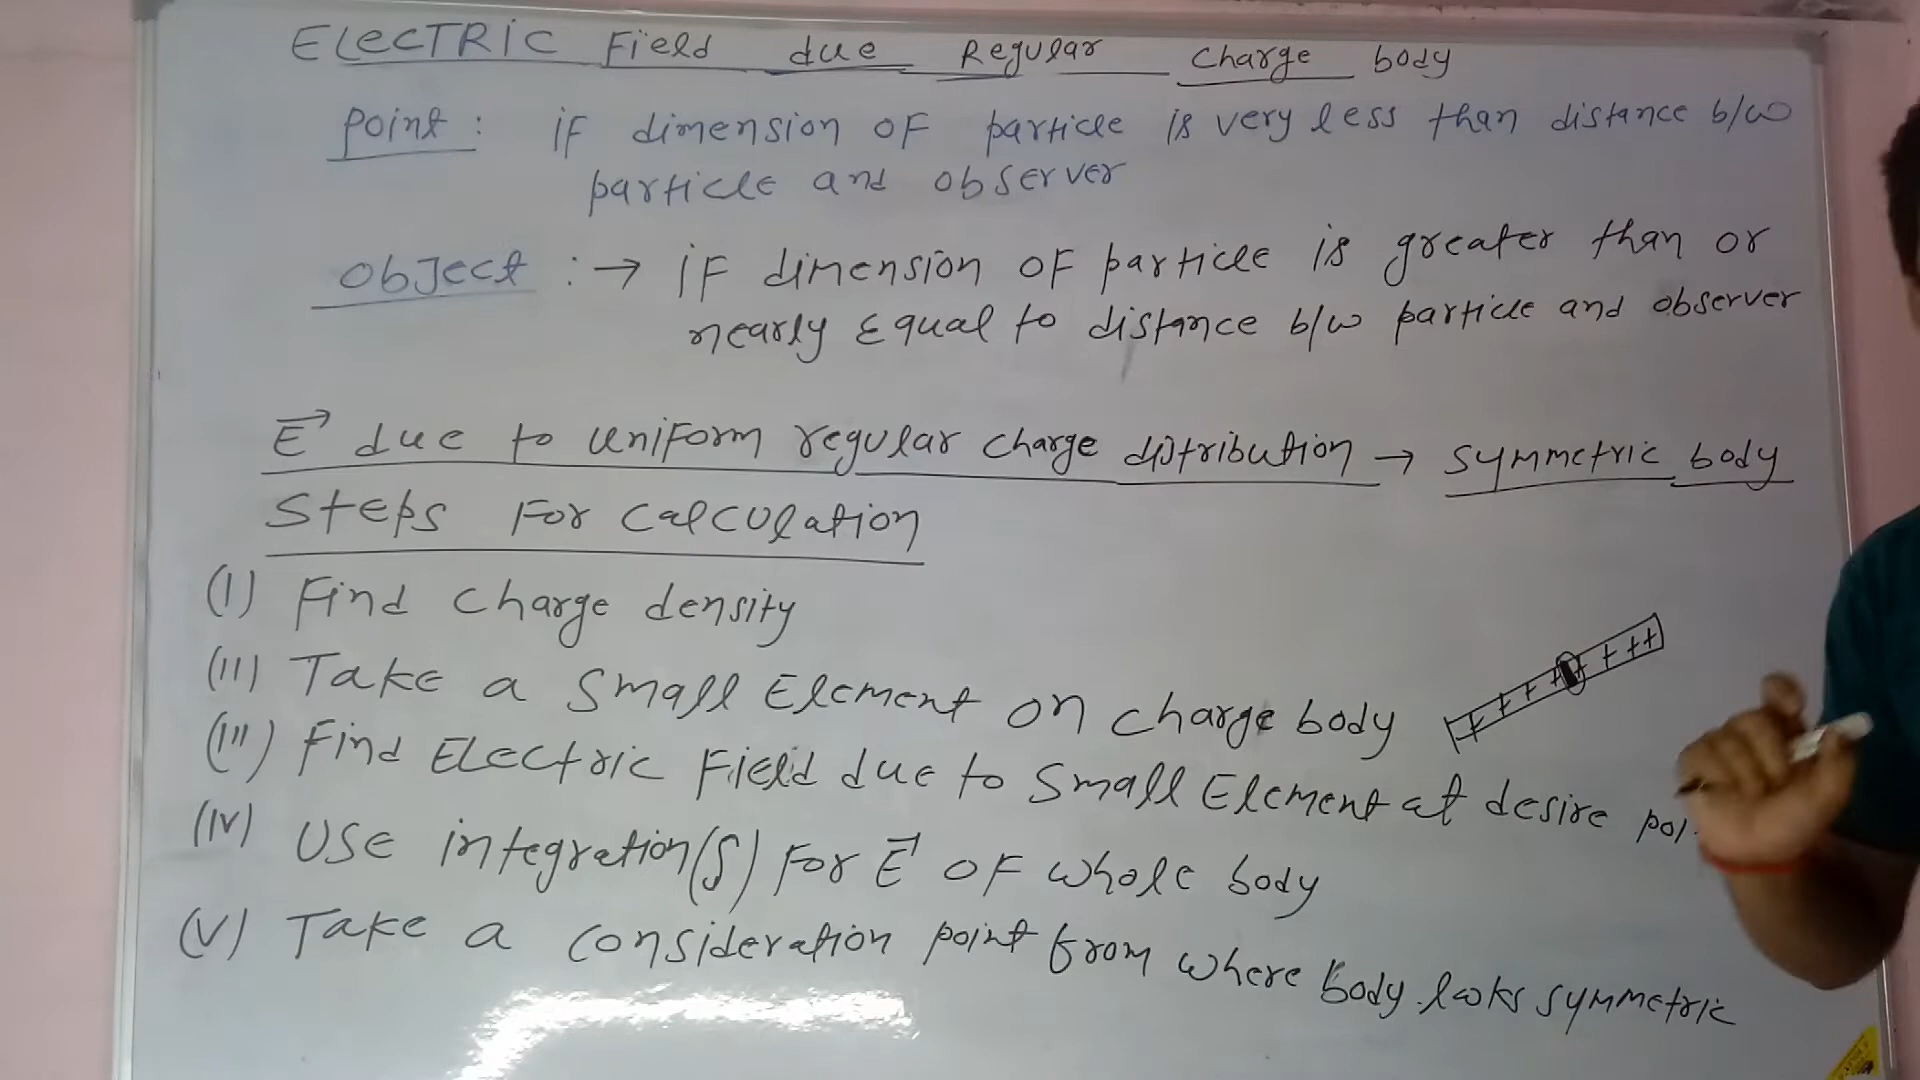 ELECTRIC Field due Regular Charge body
Point : if dimension OF particle is very less than distance b/w
particle and observer
Object :→ iF dimension OF particle is greater than or
nearly Equal to distance b/w particle and observer
E⃗ due to uniForm regular charge ditribution → symmetric body
Steps For calculation
(I) Find charge density
(II) Take a small Element on charge body
(III) Find Electric Field due to small Element at desire poi
(IV) Use integration(∫) For E⃗ OF whole body
(V) Take a consideration point from where body looks symmetric
+ + + + + + + +